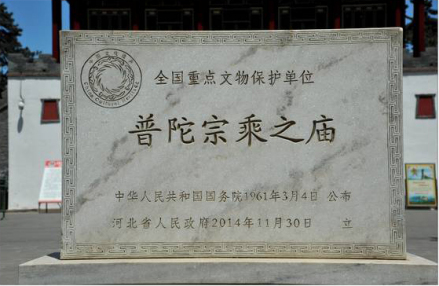 全国重点文物保护单位
普陀宗乘之庙
中华人民共和国国务院1961年3月4日 公布
河北省人民政府2014年11月30日 立